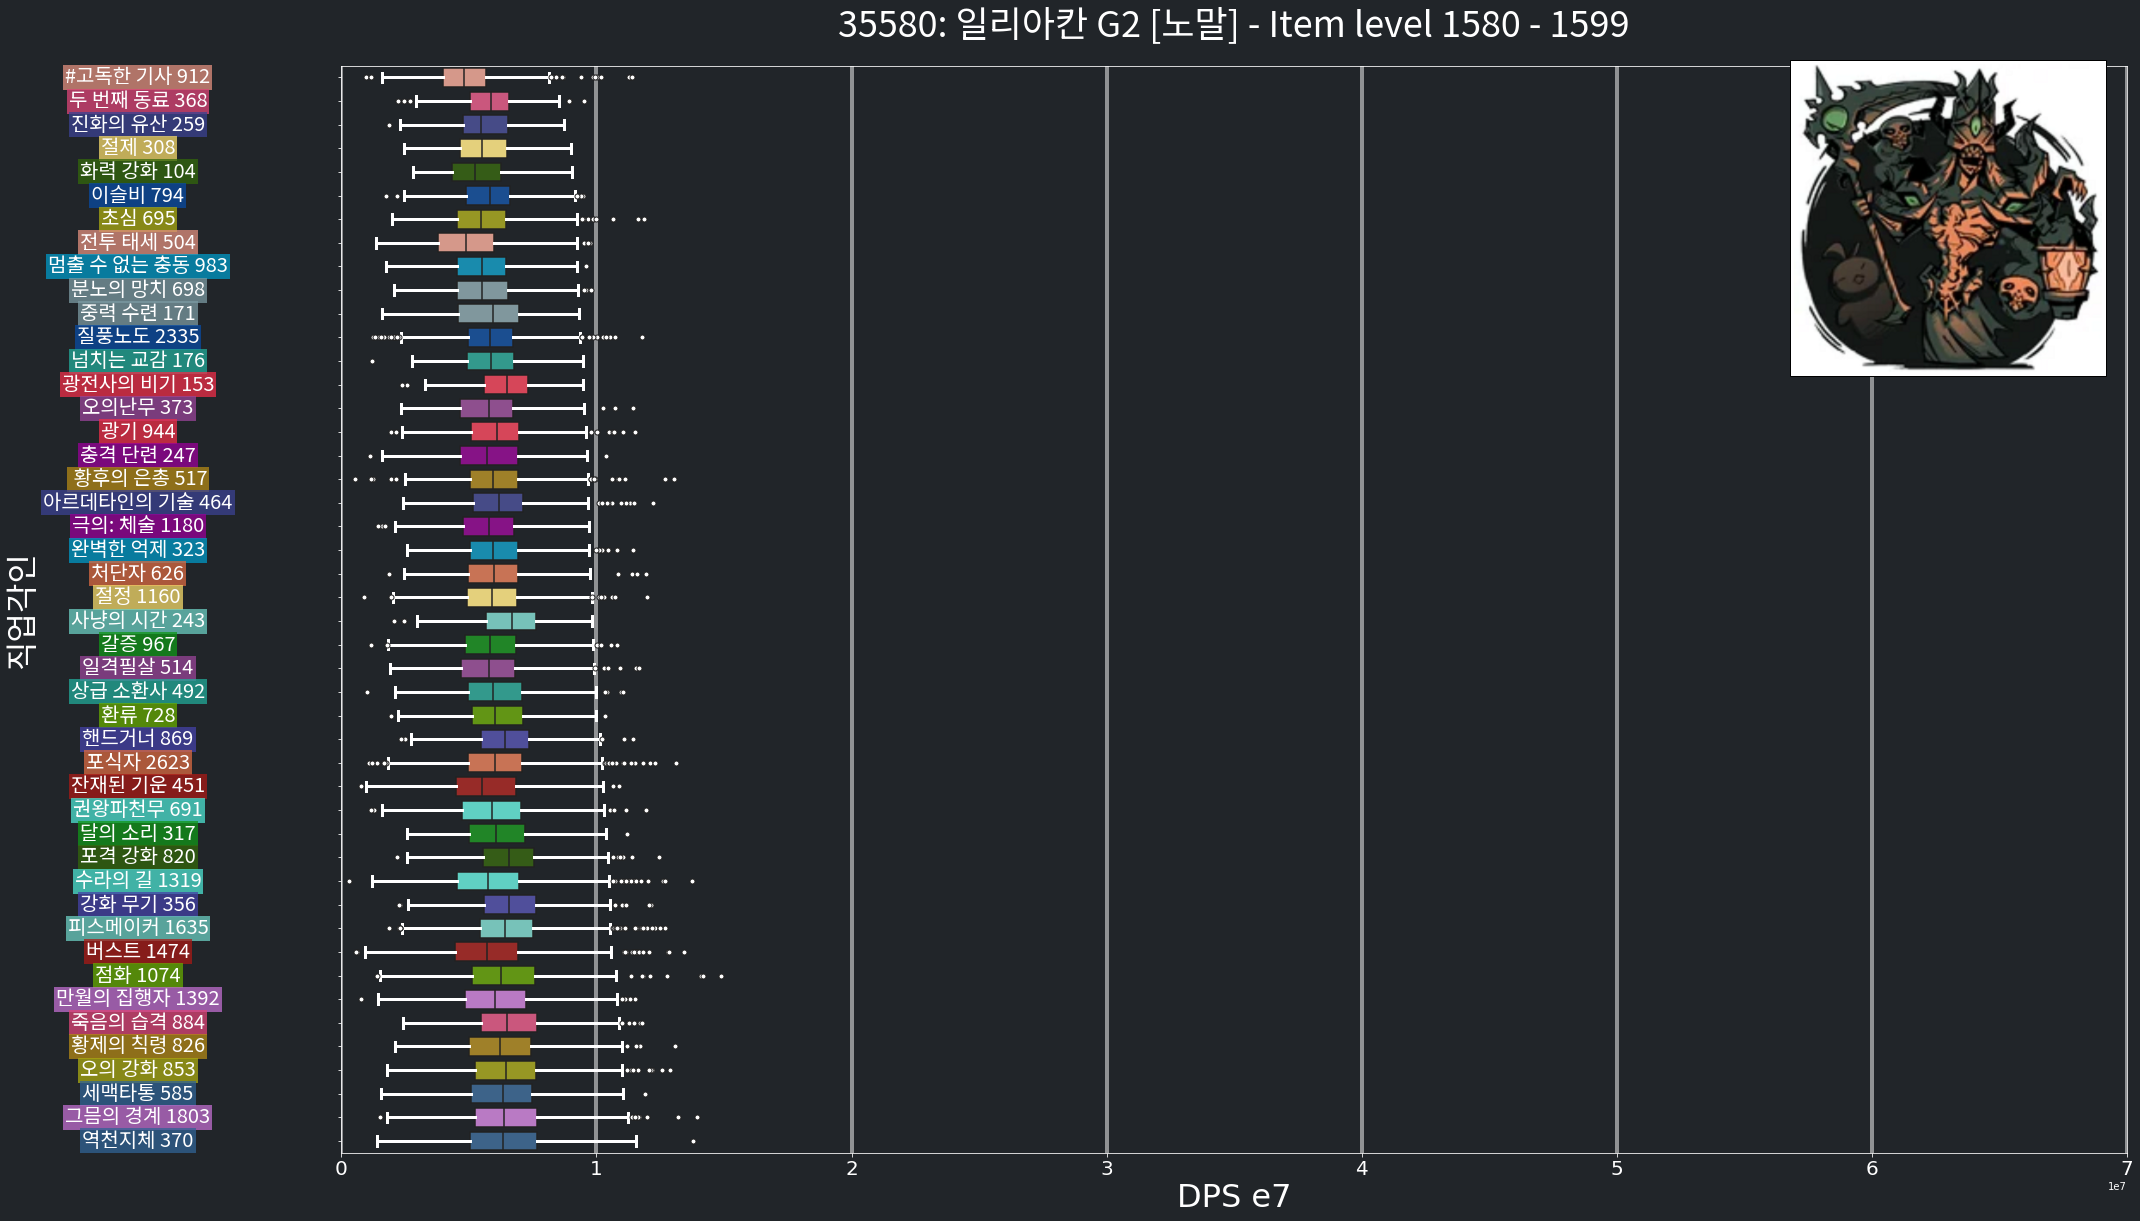 35580: 일리아칸 G2 [노말] - Item level 1580 - 1599
#고독한 기사 912
두 번째 동료 368
진화의 유산 259
절제 308
화력 강화 104
이슬비 794
초심 695
전투 태세 504
멈출 수 없는 충동 983
분노의 망치 698
중력 수련 171
질풍노도 2335
넘치는 교감 176
광전사의 비기 153
오의난무 373
광기 944
충격 단련 247
황후의 은총 517
아르데타인의 기술 464
극의: 체술 1180
완벽한 억제 323
처단자 626
절정 1160
사냥의 시간 243
갈증 967
일격필살 514
상급 소환사 492
환류 728
핸드거너 869
포식자 2623
잔재된 기운 451
권왕파천무 691
달의 소리 317
포격 강화 820
수라의 길 1319
강화 무기 356
피스메이커 1635
버스트 1474
점화 1074
만월의 집행자 1392
죽음의 습격 884
황제의 칙령 826
오의 강화 853
세맥타통 585
그믐의 경계 1803
역천지체 370
직업각인
0 1 2 3 4 5 6 7
1e7
DPS e7